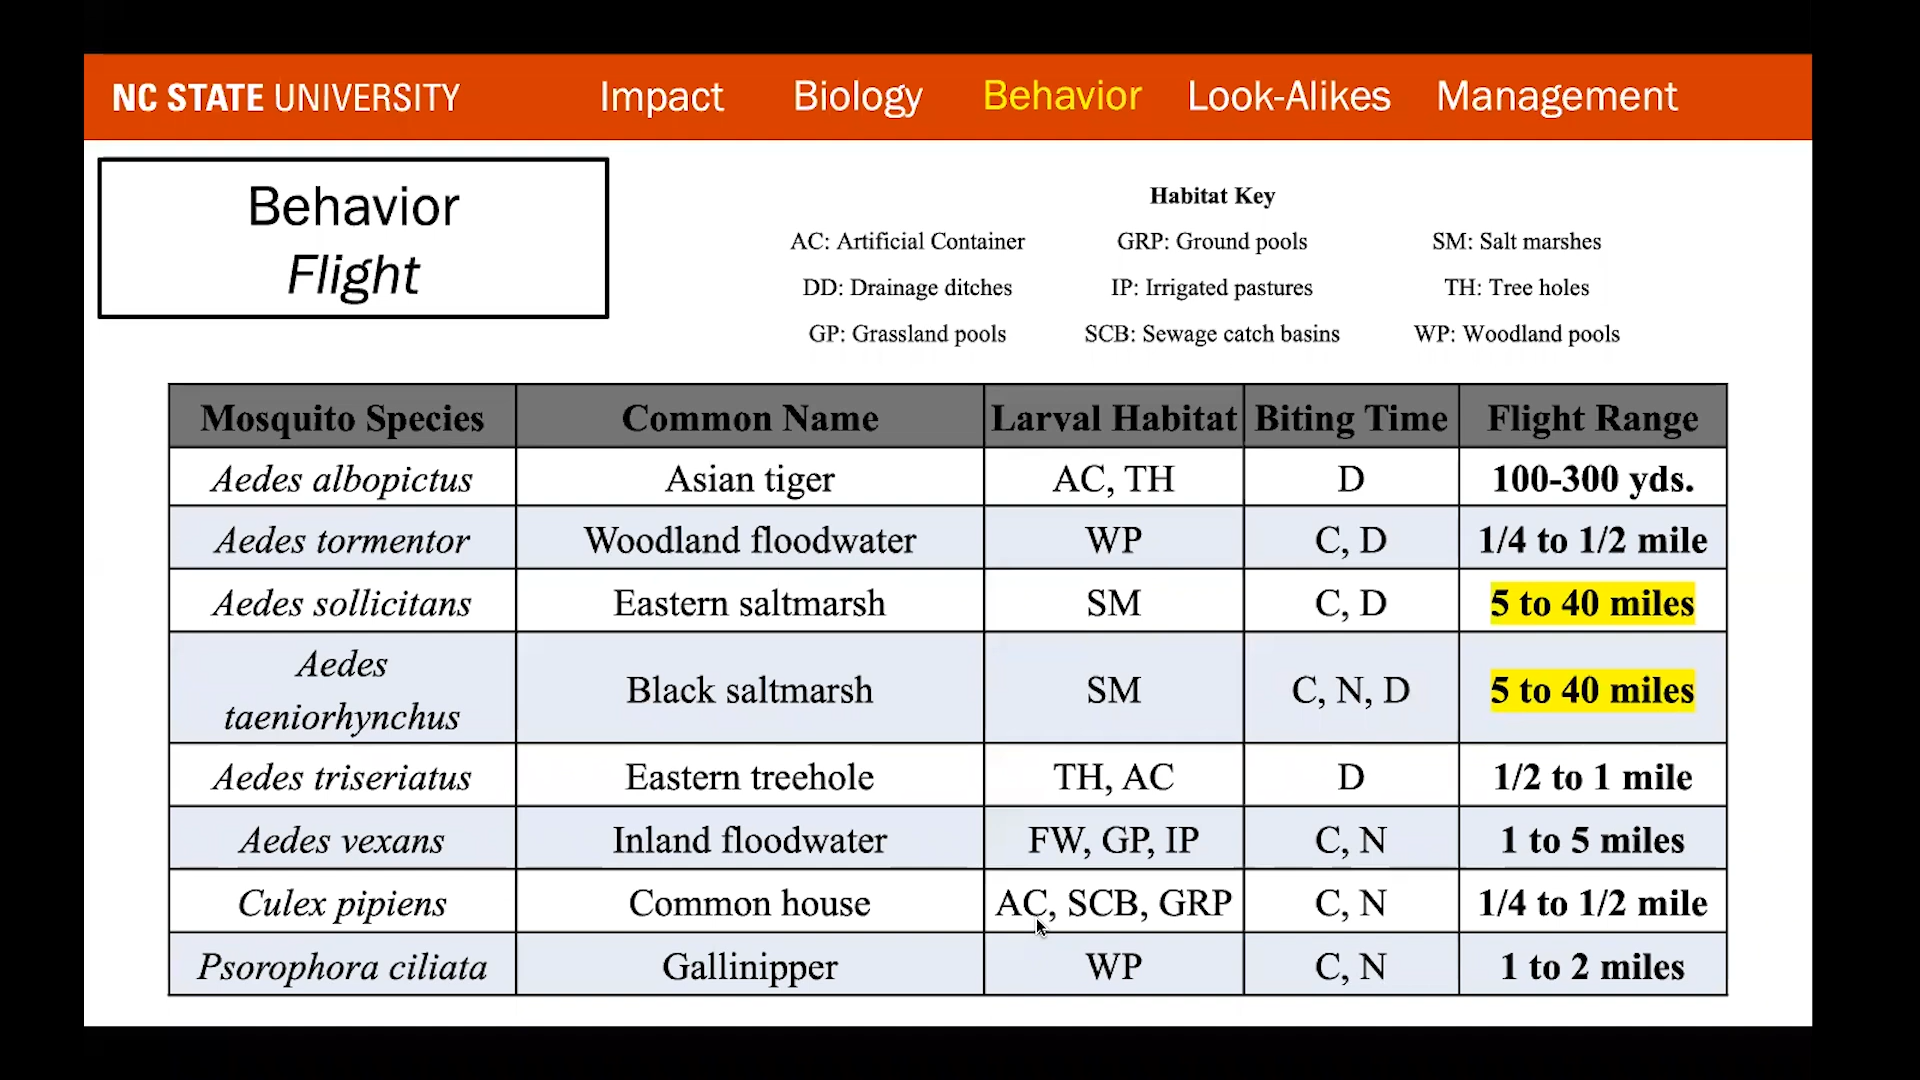 NC STATE UNIVERSITY Impact Biology Behavior Look-Alikes Management
Behavior
Flight
Habitat Key
AC: Artificial Container GRP: Ground pools SM: Salt marshes
DD: Drainage ditches IP: Irrigated pastures TH: Tree holes
GP: Grassland pools SCB: Sewage catch basins WP: Woodland pools
Mosquito Species Common Name Larval Habitat Biting Time Flight Range
Aedes albopictus Asian tiger AC, TH D 100-300 yds.
Aedes tormentor Woodland floodwater WP C, D 1/4 to 1/2 mile
Aedes sollicitans Eastern saltmarsh SM C, D 5 to 40 miles
Aedes
taeniorhynchus Black saltmarsh SM C, N, D 5 to 40 miles
Aedes triseriatus Eastern treehole TH, AC D 1/2 to 1 mile
Aedes vexans Inland floodwater FW, GP, IP C, N 1 to 5 miles
Culex pipiens Common house AC, SCB, GRP C, N 1/4 to 1/2 mile
Psorophora ciliata Gallinipper WP C, N 1 to 2 miles